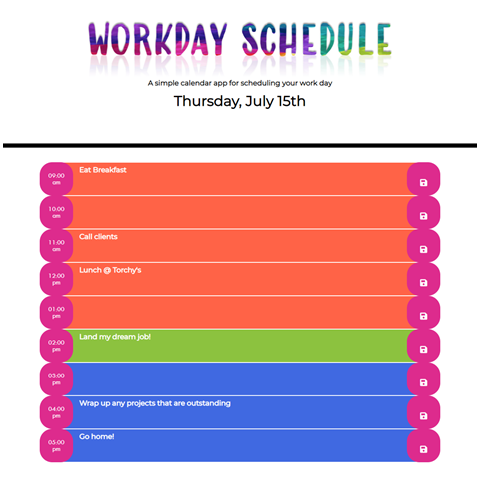 WORKDAY SCHEDULE
A simple calendar app for scheduling your work day
Thursday, July 15th
09:00 am Eat Breakfast
10:00 am
11:00 am Call clients
12:00 pm Lunch @ Torchy's
01:00 pm
02:00 pm Land my dream job!
03:00 pm
04:00 pm Wrap up any projects that are outstanding
05:00 pm Go home!